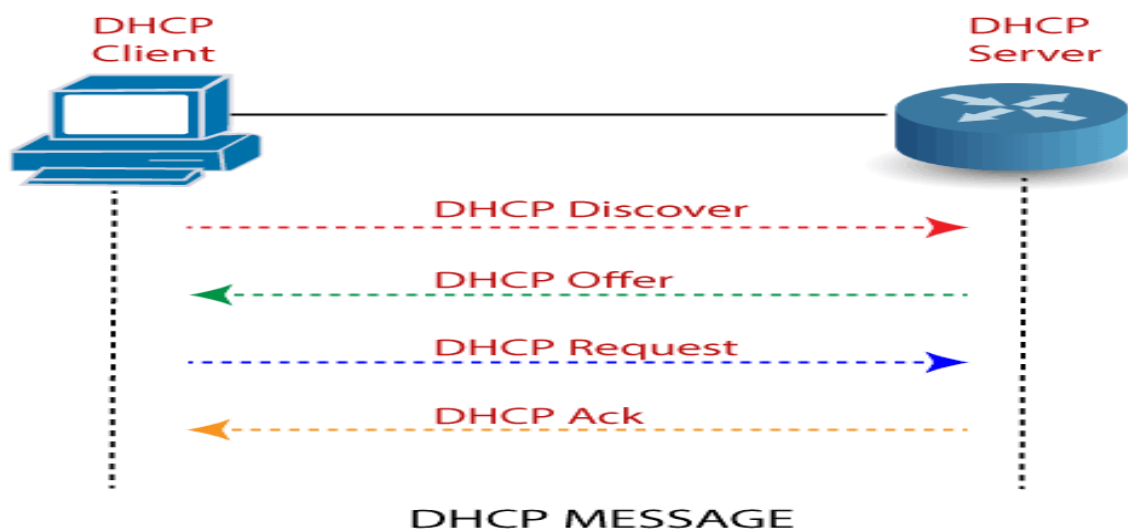 DHCP
Client
DHCP
Server
DHCP Discover
DHCP Offer
DHCP Request
DHCP Ack
DHCP MESSAGE